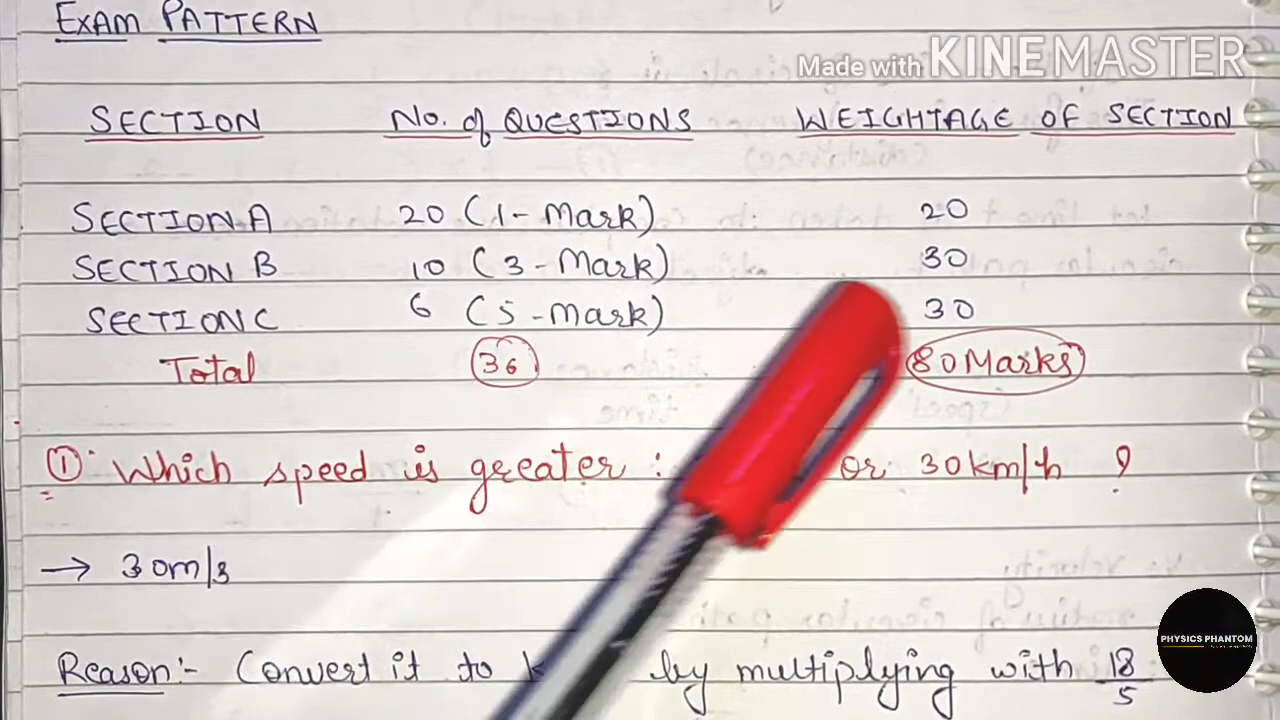 EXAM PATTERN
Made with KINEMASTER
SECTION No. of QUESTIONS WEIGHTAGE OF SECTION
SECTION A 20 (1-Mark) 20
SECTION B 10 (3-Mark) 30
SECTION C 6 (5-Mark) 30
Total 36 80 Marks
① Which speed is greater : or 30km/h ?
→ 30m/s
Reason:- Convert it to by multiplying with 18/5
PHYSICS PHANTOM